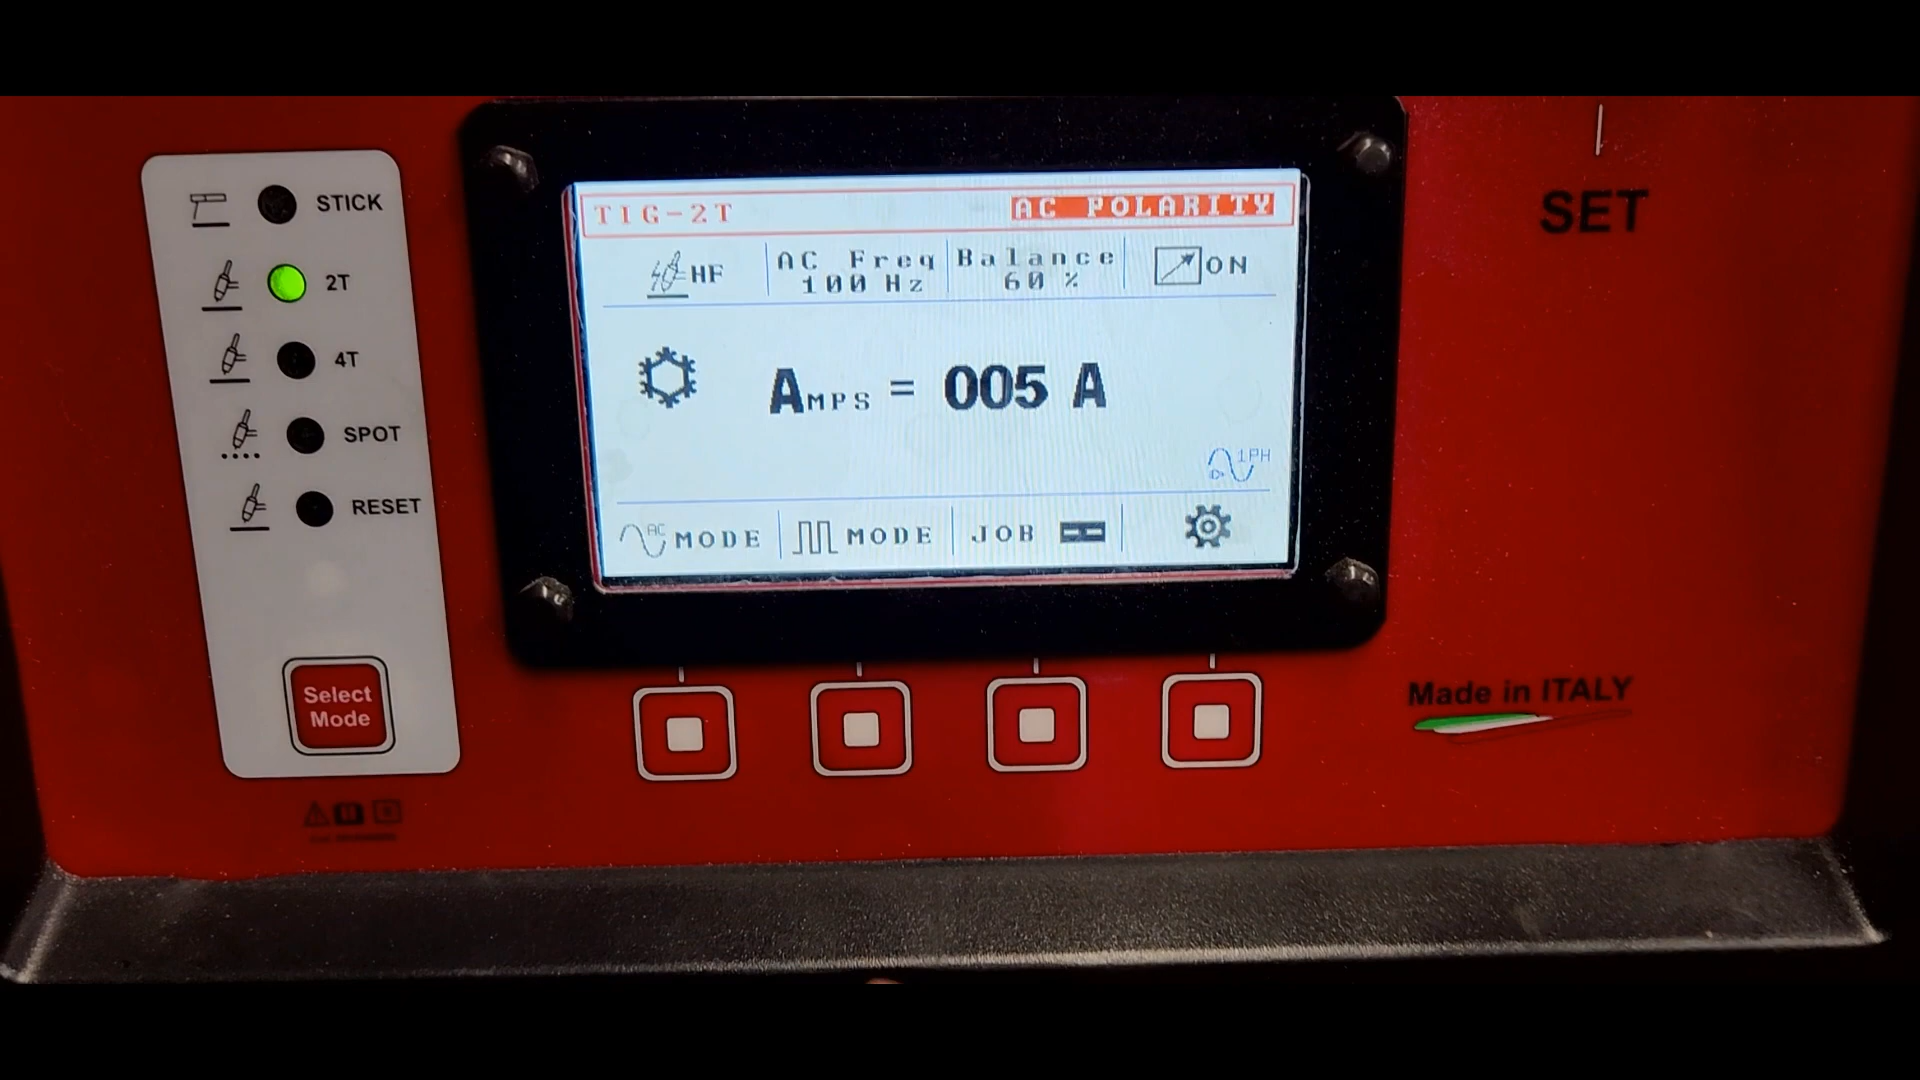 STICK
2T
4T
SPOT
RESET
Select
Mode
TIG-2T
AC POLARITY
HF
AC Freq
100 Hz
Balance
60 %
ON
AMPS = 005 A
1PH
AC MODE
MODE
JOB
SET
Made in ITALY